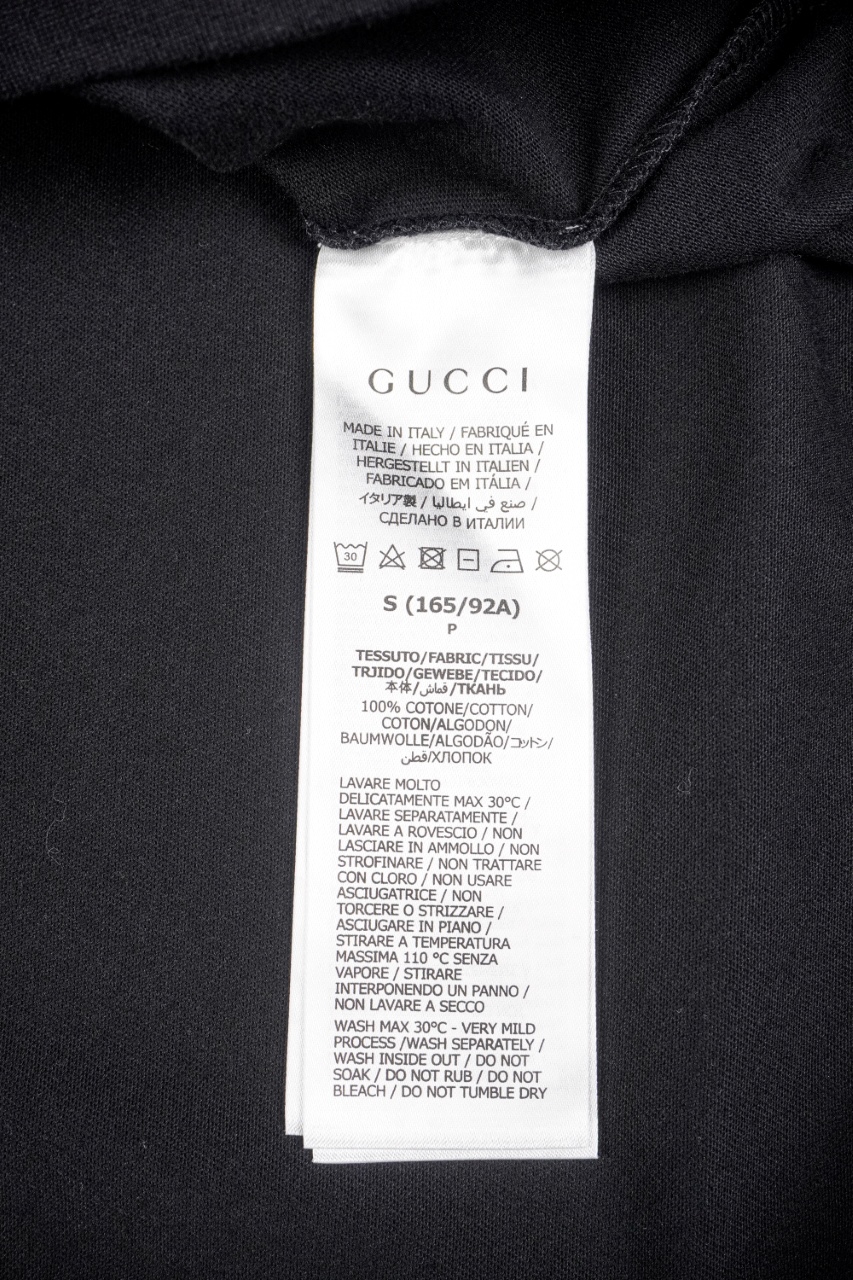 GUCCI
MADE IN ITALY / FABRIQUÉ EN
ITALIE / HECHO EN ITALIA /
HERGESTELLT IN ITALIEN /
FABRICADO EM ITÁLIA /
イタリア製 / صنع في ايطاليا /
СДЕЛАНО В ИТАЛИИ
30
S (165/92A)
P
TESSUTO/FABRIC/TISSU/
TRJIDO/GEWEBE/TECIDO/
本体/قماش/ТКАНЬ
100% COTONE/COTTON/
COTON/ALGODON/
BAUMWOLLE/ALGODÃO/コットン/
قطن/ХЛОПОК
LAVARE MOLTO
DELICATAMENTE MAX 30°C /
LAVARE SEPARATAMENTE /
LAVARE A ROVESCIO / NON
LASCIARE IN AMMOLLO / NON
STROFINARE / NON TRATTARE
CON CLORO / NON USARE
ASCIUGATRICE / NON
TORCERE O STRIZZARE /
ASCIUGARE IN PIANO /
STIRARE A TEMPERATURA
MASSIMA 110 °C SENZA
VAPORE / STIRARE
INTERPONENDO UN PANNO /
NON LAVARE A SECCO
WASH MAX 30°C - VERY MILD
PROCESS /WASH SEPARATELY /
WASH INSIDE OUT / DO NOT
SOAK / DO NOT RUB / DO NOT
BLEACH / DO NOT TUMBLE DRY